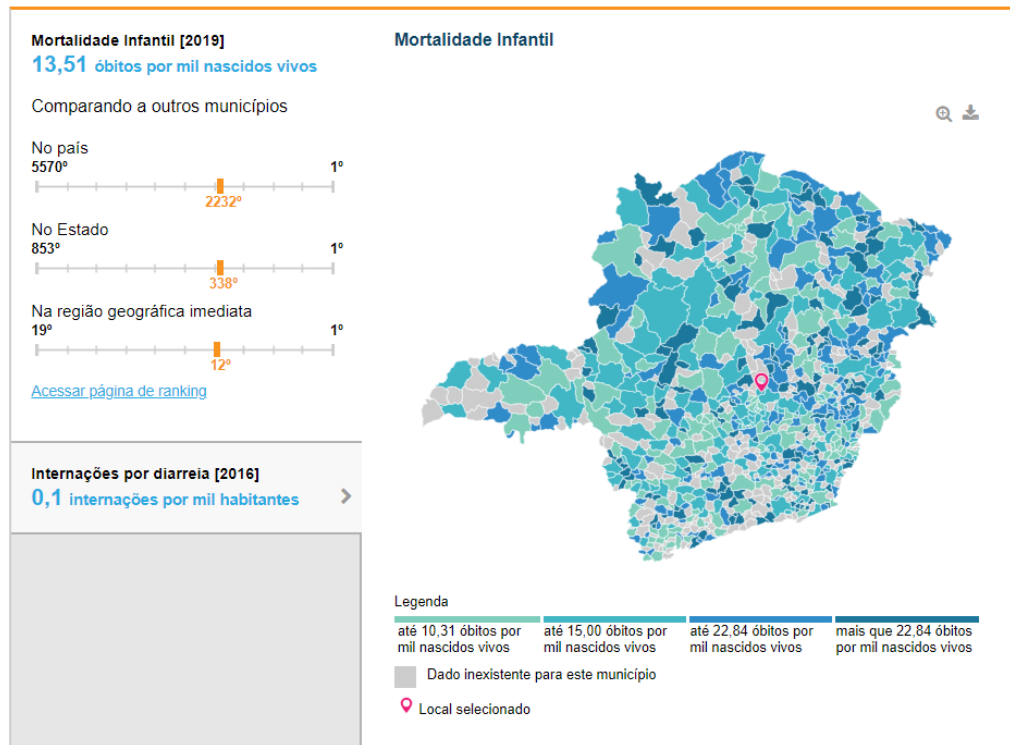 Mortalidade Infantil [2019]
13,51 óbitos por mil nascidos vivos
Comparando a outros municípios
No país
5570º 1º
2232º
No Estado
853º 1º
338º
Na região geográfica imediata
19º 1º
12º
Acessar página de ranking
Internações por diarreia [2016]
0,1 internações por mil habitantes
Mortalidade Infantil
Legenda
até 10,31 óbitos por
mil nascidos vivos
até 15,00 óbitos por
mil nascidos vivos
até 22,84 óbitos por
mil nascidos vivos
mais que 22,84 óbitos
por mil nascidos vivos
Dado inexistente para este município
Local selecionado